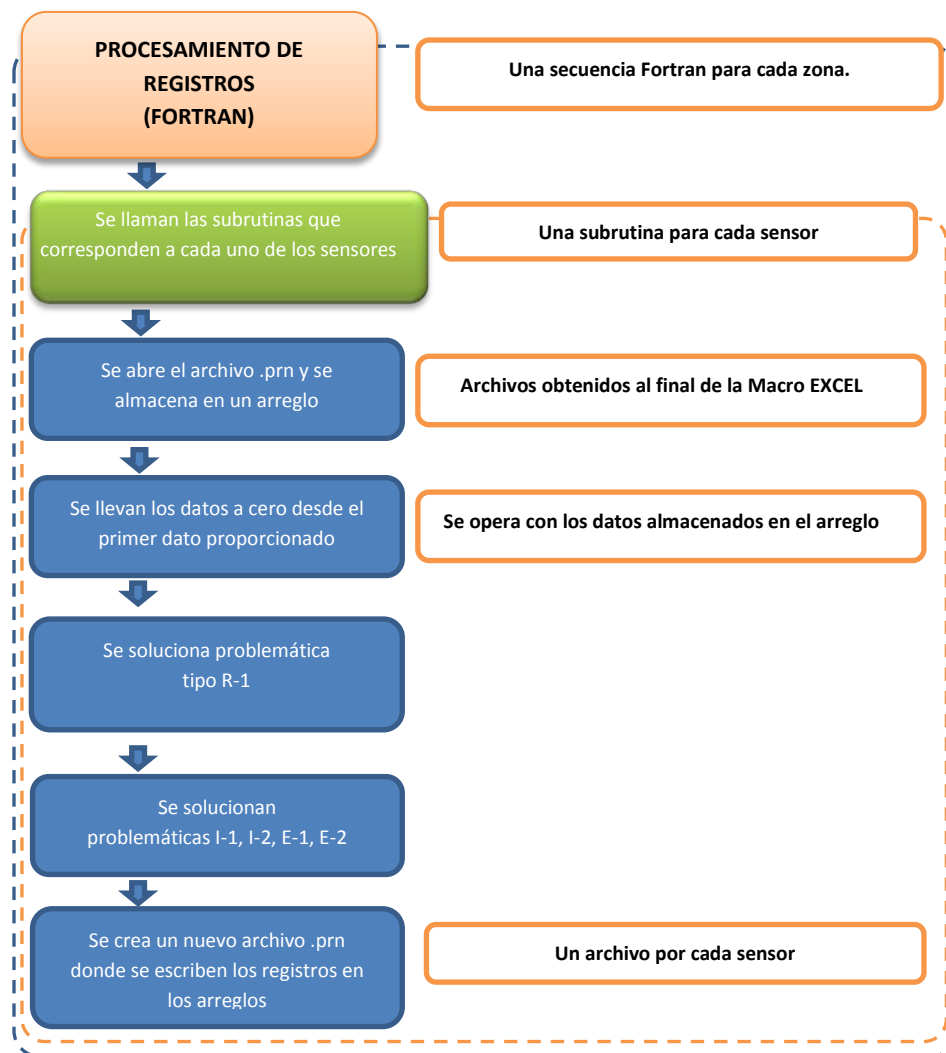 PROCESAMIENTO DE
REGISTROS
(FORTRAN)
Una secuencia Fortran para cada zona.
Se llaman las subrutinas que
corresponden a cada uno de los sensores
Una subrutina para cada sensor
Se abre el archivo .prn y se
almacena en un arreglo
Archivos obtenidos al final de la Macro EXCEL
Se llevan los datos a cero desde el
primer dato proporcionado
Se opera con los datos almacenados en el arreglo
Se soluciona problemática
tipo R-1
Se solucionan
problemáticas I-1, I-2, E-1, E-2
Se crea un nuevo archivo .prn
donde se escriben los registros en
los arreglos
Un archivo por cada sensor